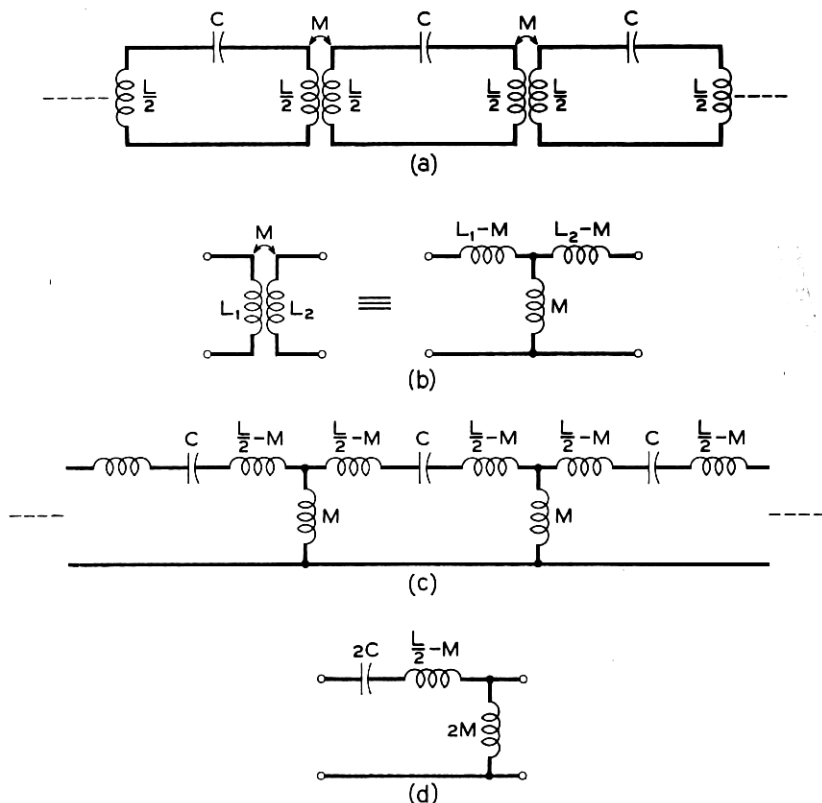 C M C M C
L/2 L/2 L/2 L/2 L/2 L/2
(a)
M
L₁ L₂
L₁-M L₂-M
M
(b)
C L/2-M L/2-M C L/2-M L/2-M C L/2-M
M M
(c)
2C L/2-M
2M
(d)